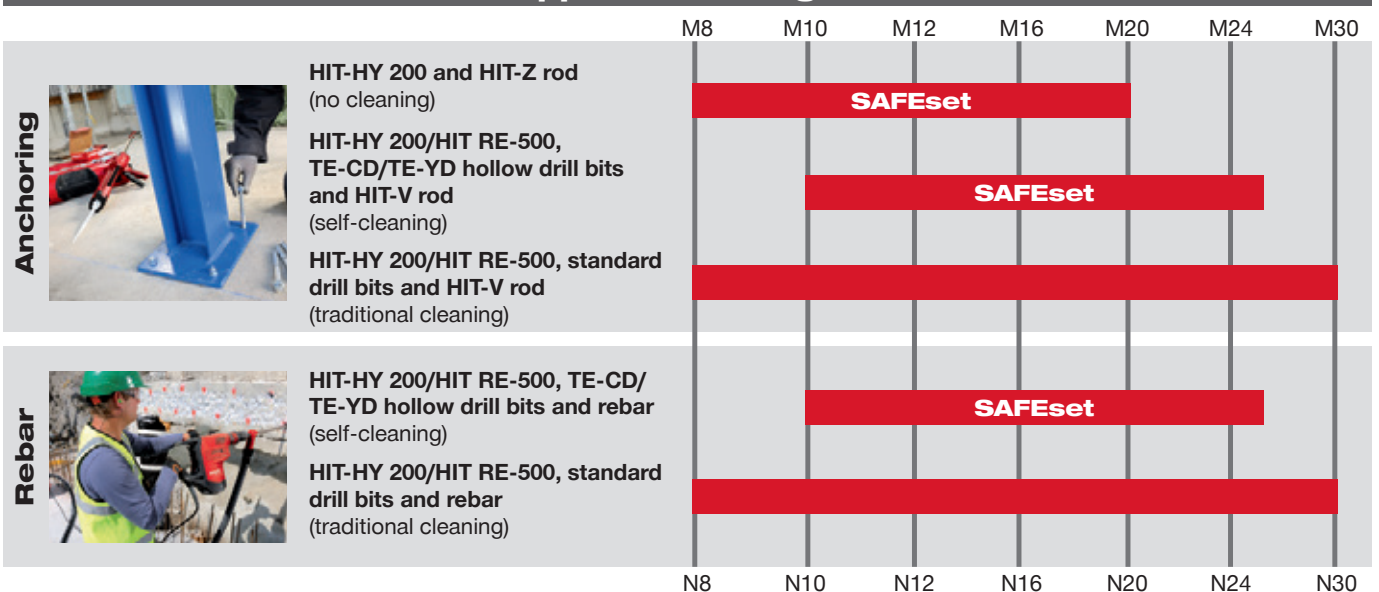 M8 M10 M12 M16 M20 M24 M30
Anchoring
HIT-HY 200 and HIT-Z rod
(no cleaning)
SAFEset
HIT-HY 200/HIT RE-500,
TE-CD/TE-YD hollow drill bits
and HIT-V rod
(self-cleaning)
SAFEset
HIT-HY 200/HIT RE-500, standard
drill bits and HIT-V rod
(traditional cleaning)
Rebar
HIT-HY 200/HIT RE-500, TE-CD/
TE-YD hollow drill bits and rebar
(self-cleaning)
SAFEset
HIT-HY 200/HIT RE-500, standard
drill bits and rebar
(traditional cleaning)
N8 N10 N12 N16 N20 N24 N30